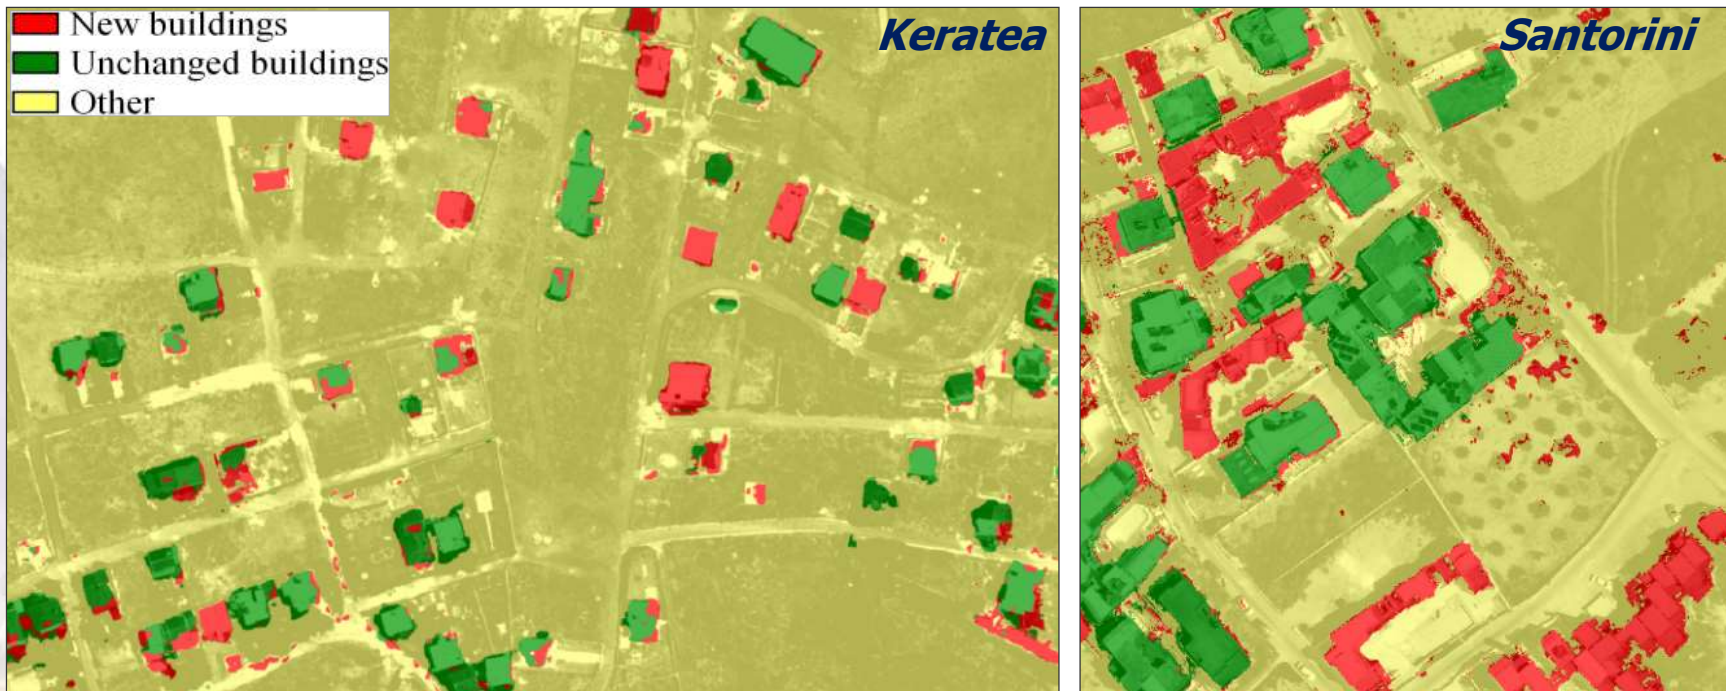 New buildings
Unchanged buildings
Other
Keratea
Santorini